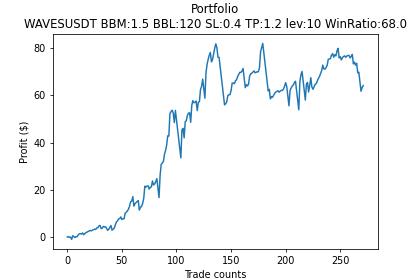 Portfolio
WAVESUSDT BBM:1.5 BBL:120 SL:0.4 TP:1.2 lev:10 WinRatio:68.0
80
60
40
20
0
Profit ($)
0 50 100 150 200 250
Trade counts